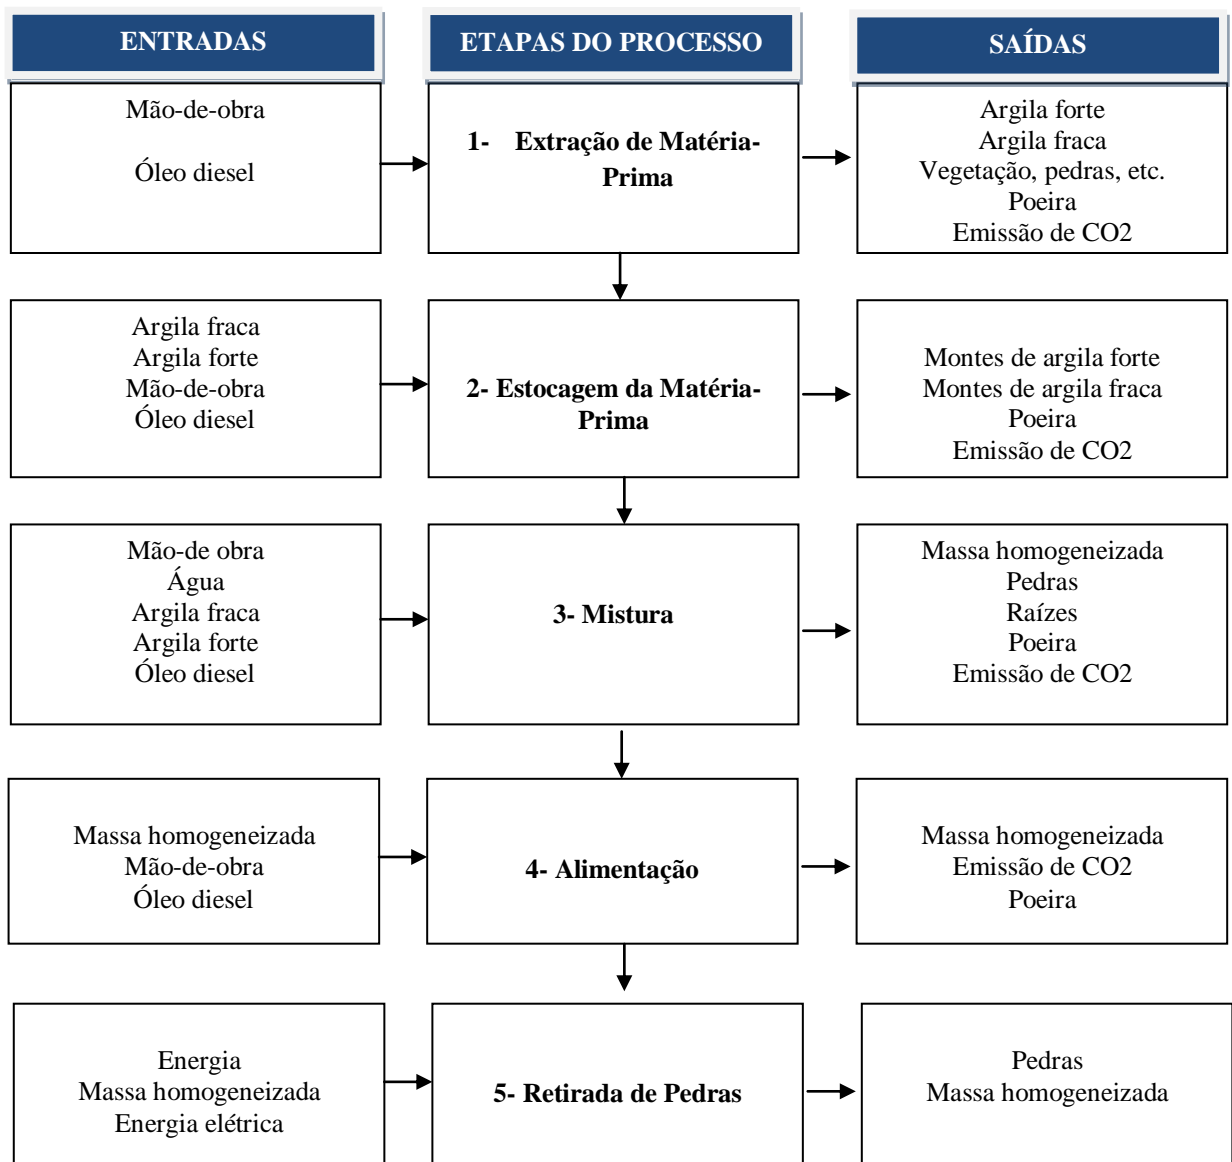 ENTRADAS
ETAPAS DO PROCESSO
SAÍDAS
Mão-de-obra
Óleo diesel
1- Extração de Matéria-
Prima
Argila forte
Argila fraca
Vegetação, pedras, etc.
Poeira
Emissão de CO2
Argila fraca
Argila forte
Mão-de-obra
Óleo diesel
2- Estocagem da Matéria-
Prima
Montes de argila forte
Montes de argila fraca
Poeira
Emissão de CO2
Mão-de obra
Água
Argila fraca
Argila forte
Óleo diesel
3- Mistura
Massa homogeneizada
Pedras
Raízes
Poeira
Emissão de CO2
Massa homogeneizada
Mão-de-obra
Óleo diesel
4- Alimentação
Massa homogeneizada
Emissão de CO2
Poeira
Energia
Massa homogeneizada
Energia elétrica
5- Retirada de Pedras
Pedras
Massa homogeneizada